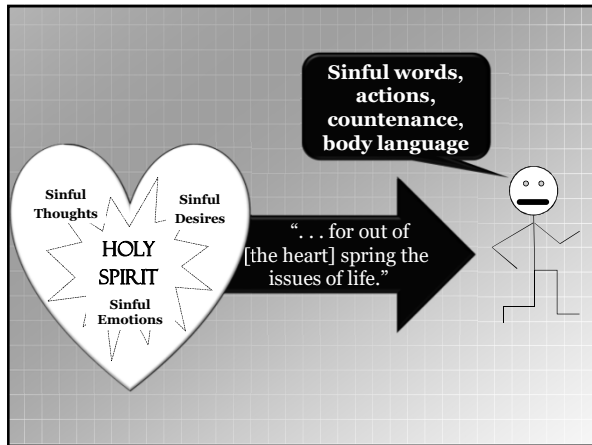 Sinful words,
actions,
countenance,
body language
Sinful
Thoughts
Sinful
Desires
HOLY
SPIRIT
Sinful
Emotions
“. . . for out of
[the heart] spring the
issues of life.”